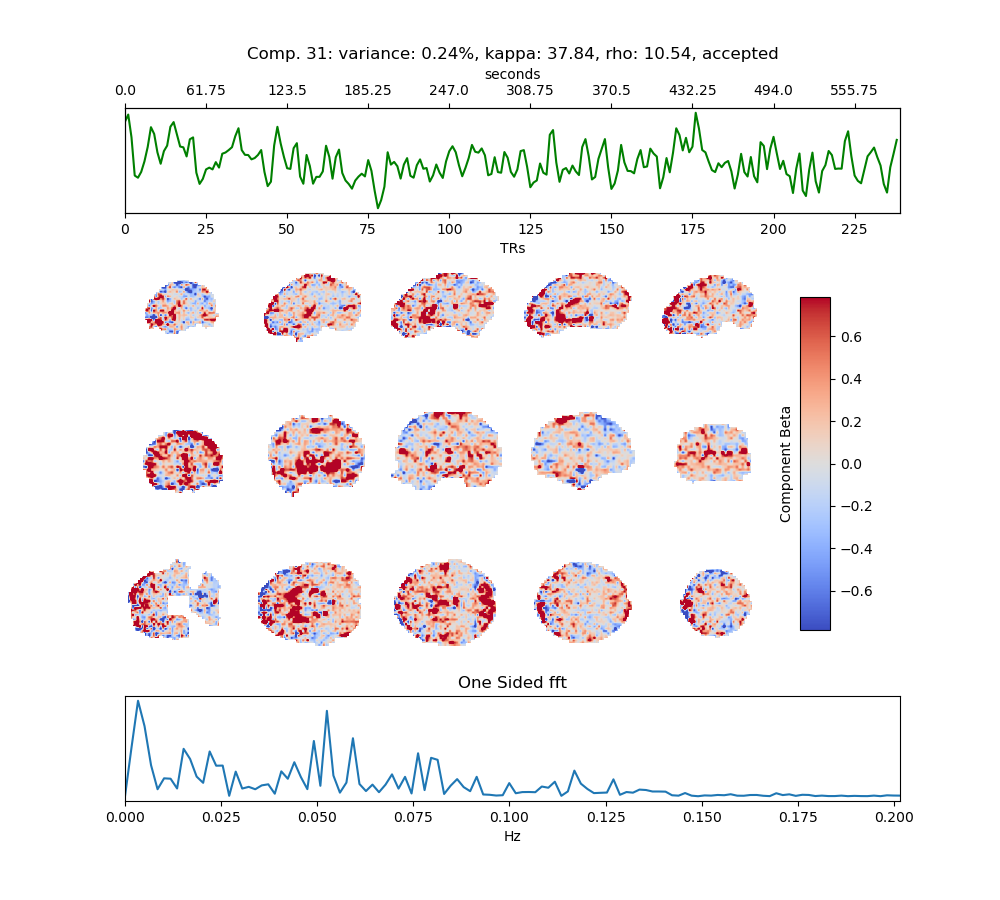 Comp. 31: variance: 0.24%, kappa: 37.84, rho: 10.54, accepted
seconds
0.0 61.75 123.5 185.25 247.0 308.75 370.5 432.25 494.0 555.75
0 25 50 75 100 125 150 175 200 225
TRs
0.6
0.4
0.2
0.0
−0.2
−0.4
−0.6
Component Beta
One Sided fft
0.000 0.025 0.050 0.075 0.100 0.125 0.150 0.175 0.200
Hz